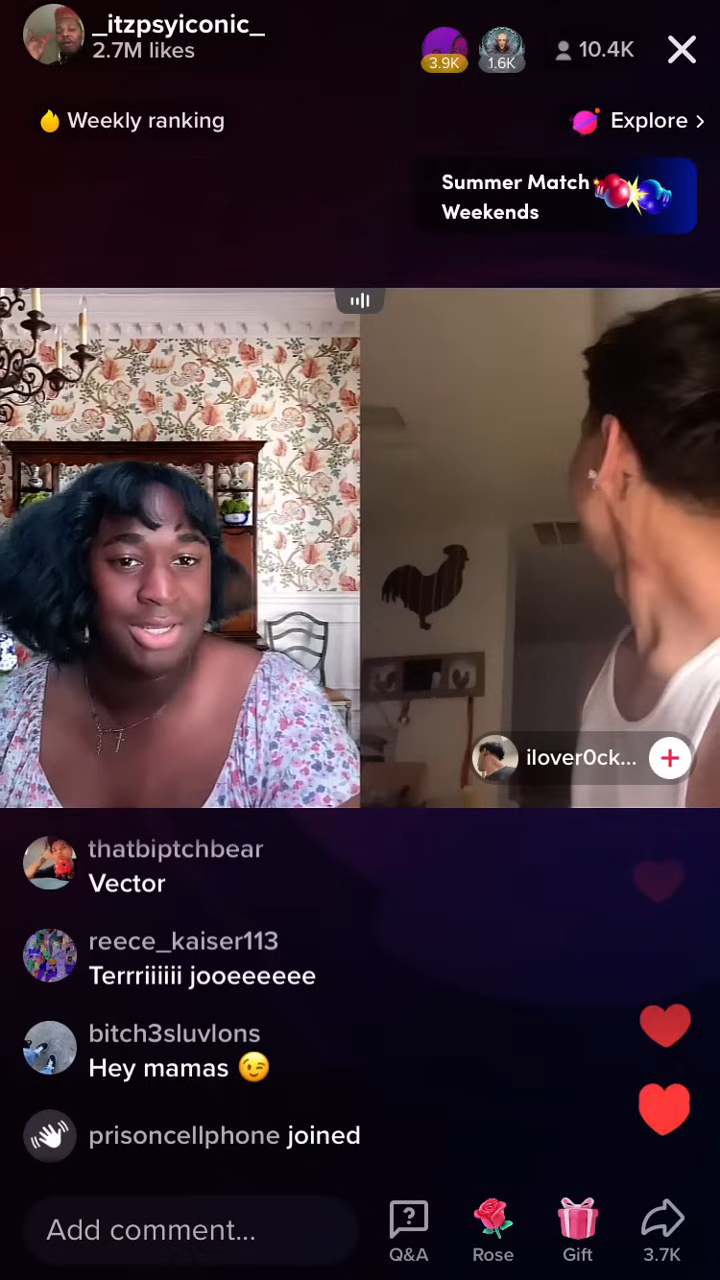 _itzpsyiconic_
2.7M likes
3.9K
1.6K
10.4K
Weekly ranking
Explore
Summer Match
Weekends
ilover0ck...
thatbiptchbear
Vector
reece_kaiser113
Terrriiiiii jooeeeeee
bitch3sluvlons
Hey mamas 😉
prisoncellphone joined
Add comment...
Q&A
Rose
Gift
3.7K